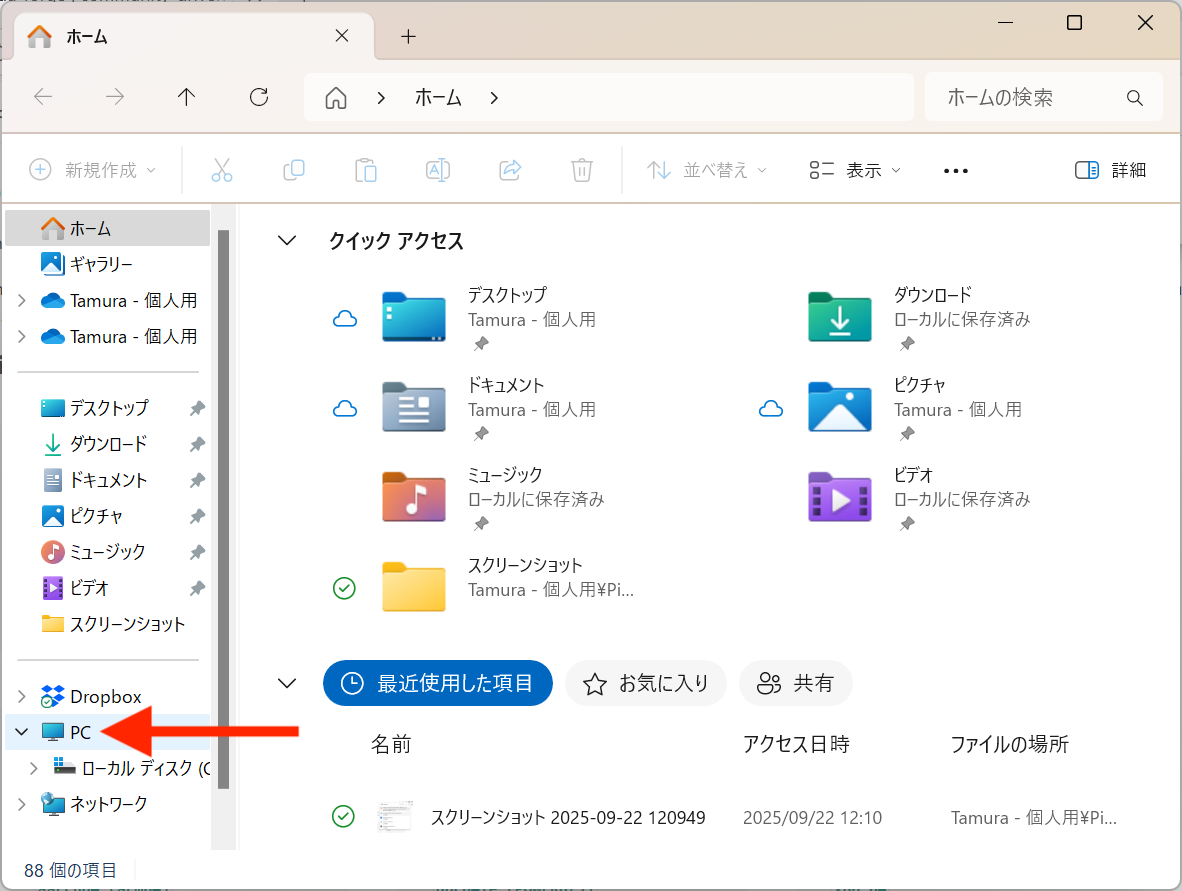 ホーム
ホーム
ホームの検索
新規作成
並べ替え
表示
詳細
ホーム
ギャラリー
Tamura - 個人用
Tamura - 個人用
デスクトップ
ダウンロード
ドキュメント
ピクチャ
ミュージック
ビデオ
スクリーンショット
Dropbox
PC
ローカル ディスク (C
ネットワーク
クイック アクセス
デスクトップ
Tamura - 個人用
ダウンロード
ローカルに保存済み
ドキュメント
Tamura - 個人用
ピクチャ
Tamura - 個人用
ミュージック
ローカルに保存済み
ビデオ
ローカルに保存済み
スクリーンショット
Tamura - 個人用¥Pi...
最近使用した項目
お気に入り
共有
名前
アクセス日時
ファイルの場所
スクリーンショット 2025-09-22 120949
2025/09/22 12:10
Tamura - 個人用¥Pi...
88 個の項目